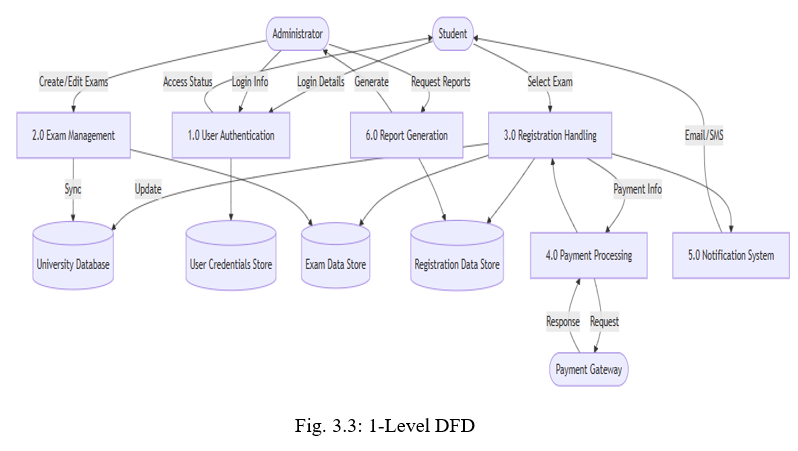 Administrator
Student
Create/Edit Exams
Access Status
Login Info
Login Details
Generate
Request Reports
Select Exam
2.0 Exam Management
1.0 User Authentication
6.0 Report Generation
3.0 Registration Handling
Email/SMS
Sync
Update
Payment Info
University Database
User Credentials Store
Exam Data Store
Registration Data Store
4.0 Payment Processing
5.0 Notification System
Response
Request
Payment Gateway
Fig. 3.3: 1-Level DFD